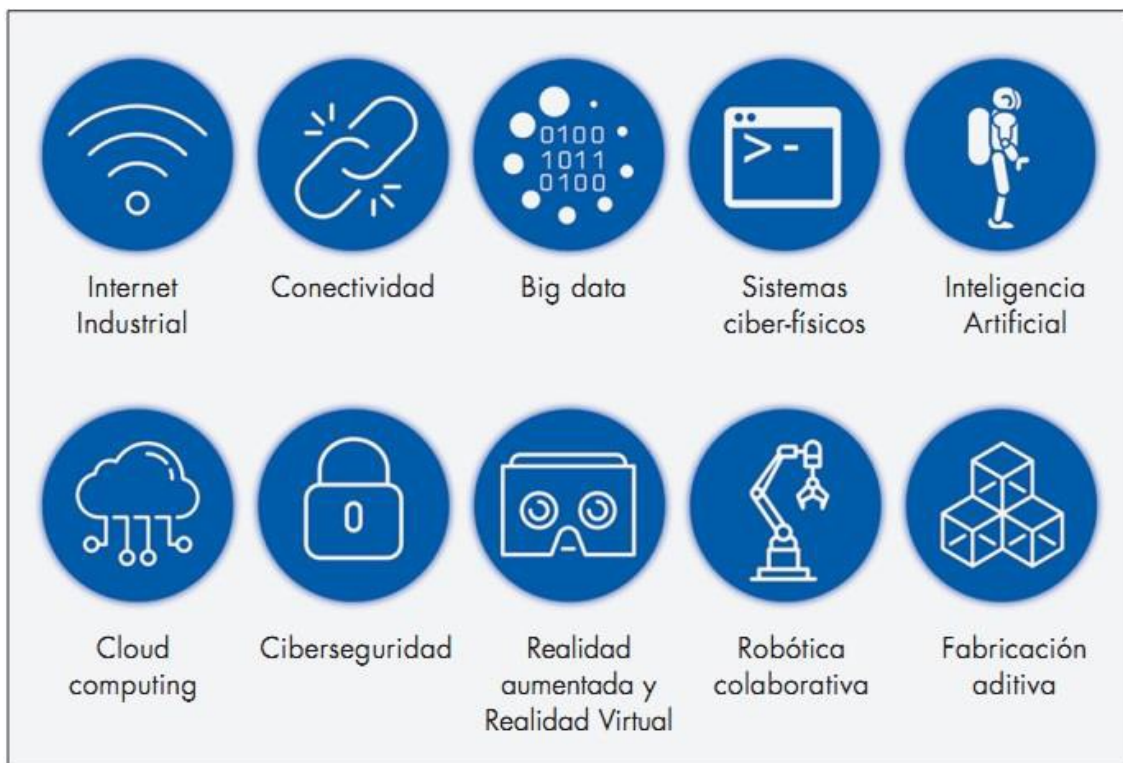 0100
1011
0100
>-
Internet
Industrial
Conectividad
Big data
Sistemas
ciber-físicos
Inteligencia
Artificial
Cloud
computing
Ciberseguridad
Realidad
aumentada y
Realidad Virtual
Robótica
colaborativa
Fabricación
aditiva